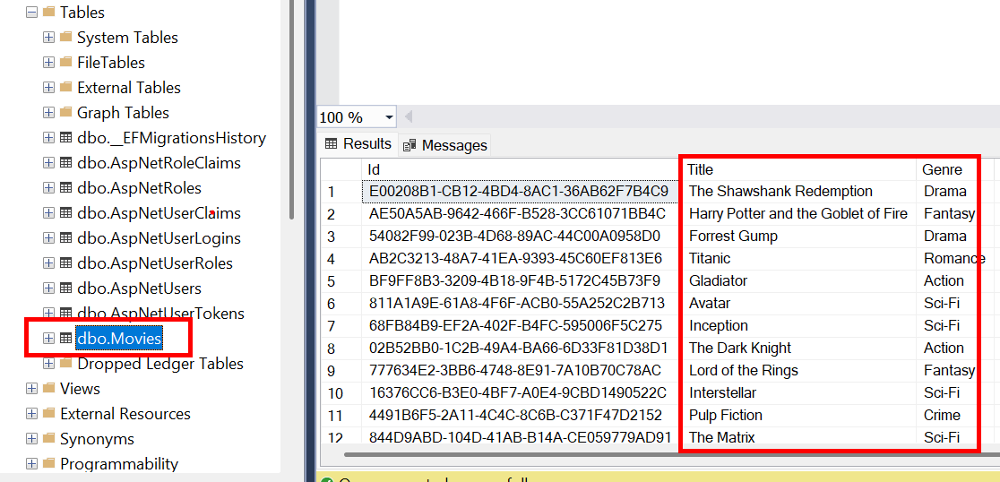 Tables
System Tables
FileTables
External Tables
Graph Tables
dbo.__EFMigrationsHistory
dbo.AspNetRoleClaims
dbo.AspNetRoles
dbo.AspNetUserClaims
dbo.AspNetUserLogins
dbo.AspNetUserRoles
dbo.AspNetUsers
dbo.AspNetUserTokens
dbo.Movies
Dropped Ledger Tables
Views
External Resources
Synonyms
Programmability
100 %
Results Messages
Id Title Genre
1 E00208B1-CB12-4BD4-8AC1-36AB62F7B4C9 The Shawshank Redemption Drama
2 AE50A5AB-9642-466F-B528-3CC61071BB4C Harry Potter and the Goblet of Fire Fantasy
3 54082F99-023B-4D68-89AC-44C00A0958D0 Forrest Gump Drama
4 AB2C3213-48A7-41EA-9393-45C60EF813E6 Titanic Romance
5 BF9FF8B3-3209-4B18-9F4B-5172C45B73F9 Gladiator Action
6 811A1A9E-61A8-4F6F-ACB0-55A252C2B713 Avatar Sci-Fi
7 68FB84B9-EF2A-402F-B4FC-595006F5C275 Inception Sci-Fi
8 02B52BB0-1C2B-49A4-BA66-6D33F81D38D1 The Dark Knight Action
9 777634E2-3BB6-4748-8E91-7A10B70C78AC Lord of the Rings Fantasy
10 16376CC6-B3E0-4BF7-A0E4-9CBD1490522C Interstellar Sci-Fi
11 4491B6F5-2A11-4C4C-8C6B-C371F47D2152 Pulp Fiction Crime
12 844D9ABD-104D-41AB-B14A-CE059779AD91 The Matrix Sci-Fi